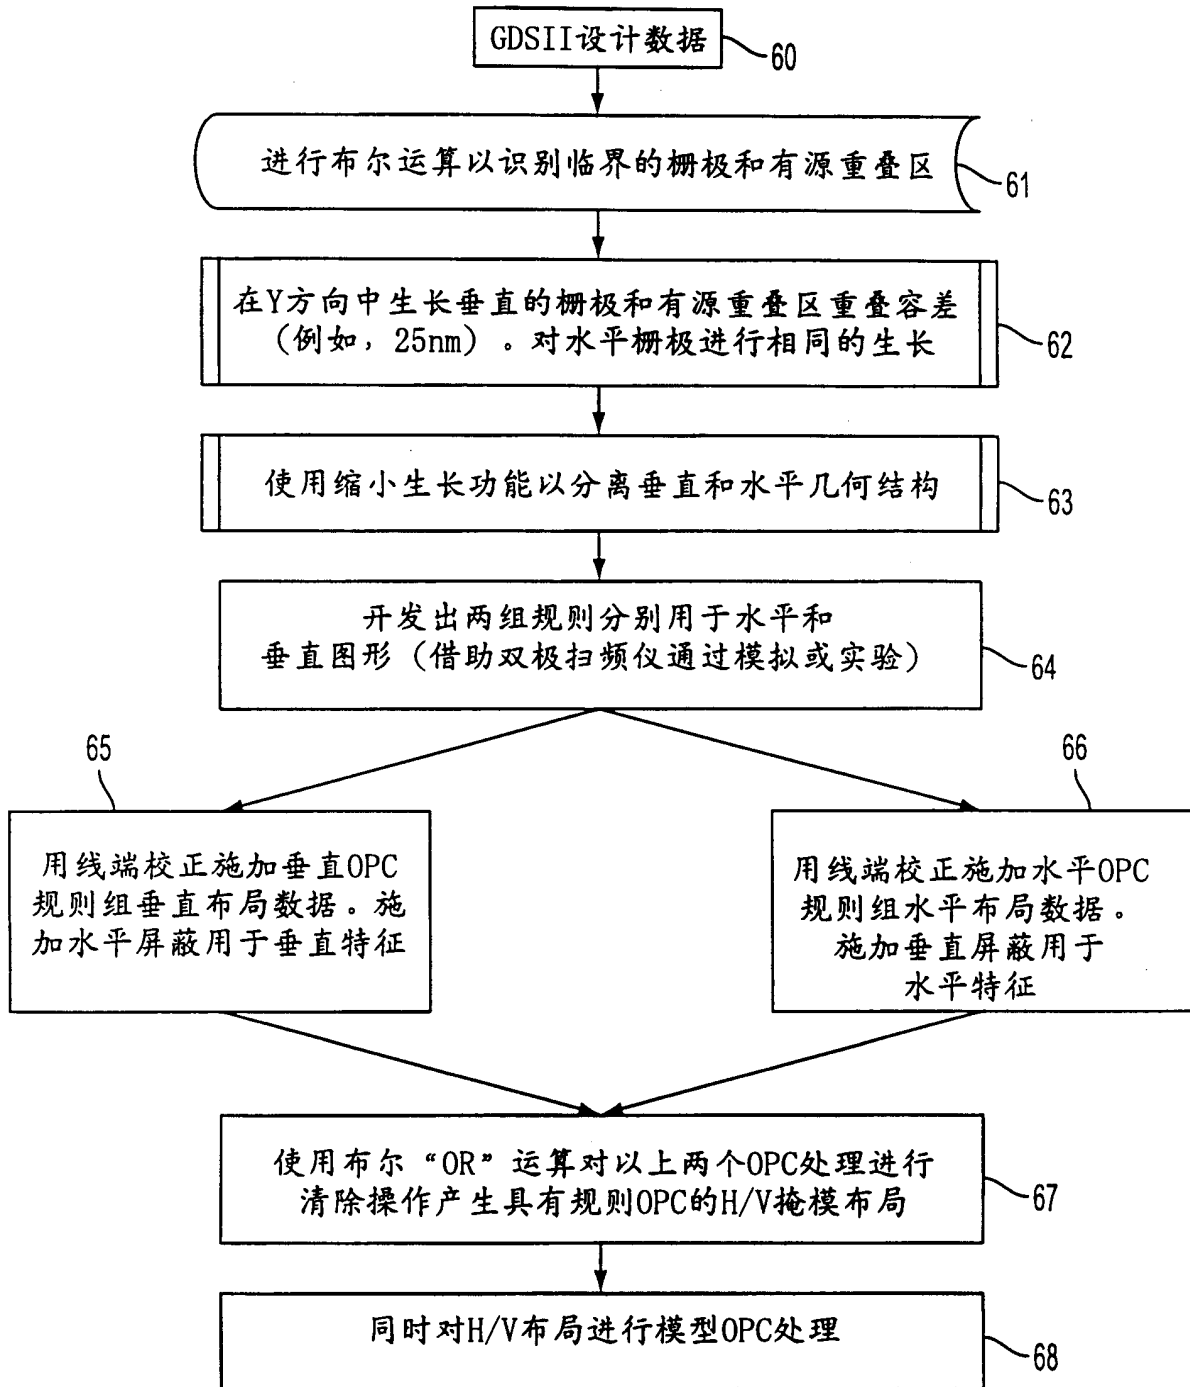 GDSII设计数据
60
进行布尔运算以识别临界的栅极和有源重叠区
61
在Y方向中生长垂直的栅极和有源重叠区重叠容差
(例如，25nm)。对水平栅极进行相同的生长
62
使用缩小生长功能以分离垂直和水平几何结构
63
开发出两组规则分别用于水平和
垂直图形(借助双极扫频仪通过模拟或实验)
64
65
用线端校正施加垂直OPC
规则组垂直布局数据。施
加水平屏蔽用于垂直特征
66
用线端校正施加水平OPC
规则组水平布局数据。
施加垂直屏蔽用于
水平特征
使用布尔“OR”运算对以上两个OPC处理进行
清除操作产生具有规则OPC的H/V掩模布局
67
同时对H/V布局进行模型OPC处理
68